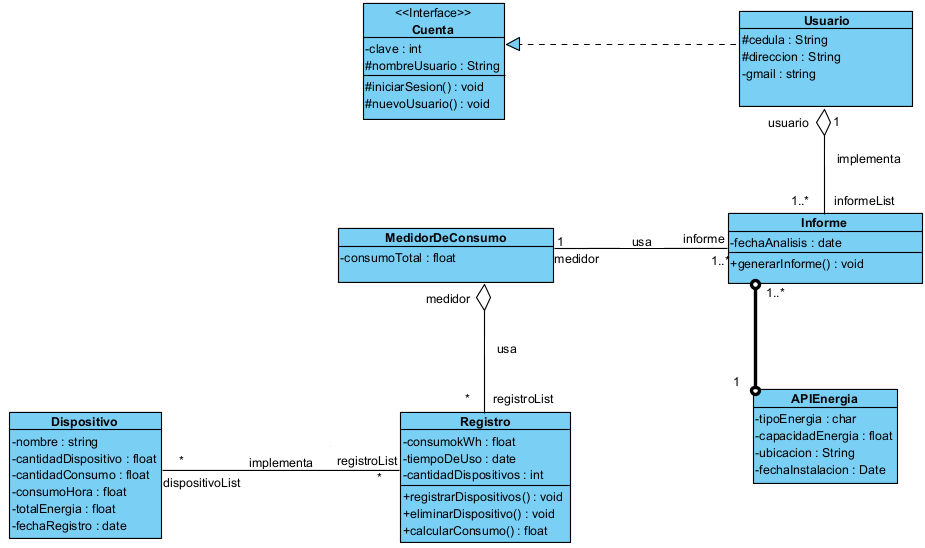 <<Interface>>
Cuenta
-clave : int
#nombreUsuario : String
#iniciarSesion() : void
#nuevoUsuario() : void
Usuario
#cedula : String
#direccion : String
-gmail : string
usuario
1
implementa
1..*
informeList
Informe
-fechaAnalisis : date
+generarInforme() : void
MedidorDeConsumo
-consumoTotal : float
1
usa
informe
medidor
1..*
1..*
medidor
usa
*
registroList
1
APIEnergia
-tipoEnergia : char
-capacidadEnergia : float
-ubicacion : String
-fechaInstalacion : Date
Dispositivo
-nombre : string
-cantidadDispositivo : float
-cantidadConsumo : float
-consumoHora : float
-totalEnergia : float
-fechaRegistro : date
*
implementa
registroList
dispositivoList
*
Registro
-consumokWh : float
-tiempoDeUso : date
-cantidadDispositivos : int
+registrarDispositivos() : void
+eliminarDispositivo() : void
+calcularConsumo() : float